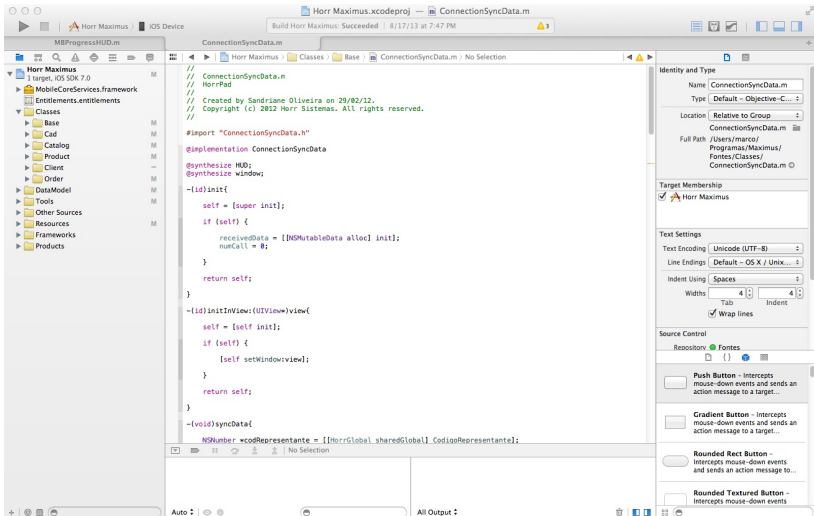 Horr Maximus.xcodeproj — ConnectionSyncData.m
Horr Maximus
iOS Device
Build Horr Maximus: Succeeded | 8/17/13 at 7:47 PM
1
MBProgressHUD.m
ConnectionSyncData.m
Horr Maximus
1 target, iOS SDK 7.0
M
MobileCoreServices.framework
Entitlements.entitlements
Classes
Base M
Cad M
Catalog M
Product M
Client –
Order M
DataModel M
Tools M
Other Sources
Resources M
Frameworks
Products
Horr Maximus Classes Base ConnectionSyncData.m No Selection
//
// ConnectionSyncData.m
// HorrPad
//
// Created by Sandriane Oliveira on 29/02/12.
// Copyright (c) 2012 Horr Sistemas. All rights reserved.
//
#import "ConnectionSyncData.h"
@implementation ConnectionSyncData
@synthesize HUD;
@synthesize window;
-(id)init{
self = [super init];
if (self) {
receivedData = [[NSMutableData alloc] init];
numCall = 0;
}
return self;
}
-(id)initInView:(UIView*)view{
self = [self init];
if (self) {
[self setWindow:view];
}
return self;
}
-(void)syncData{
NSNumber *codRepresentante = [[HorrGlobal sharedGlobal] CodigoRepresentante];
No Selection
Auto
All Output
Identity and Type
Name ConnectionSyncData.m
Type Default - Objective-C...
Location Relative to Group
ConnectionSyncData.m
Full Path /Users/marco/
Programas/Maximus/
Fontes/Classes/
ConnectionSyncData.m
Target Membership
Horr Maximus
Text Settings
Text Encoding Unicode (UTF-8)
Line Endings Default - OS X / Unix...
Indent Using Spaces
Widths 4 4
Tab Indent
Wrap lines
Source Control
Repository Fontes
{}
Push Button - Intercepts
mouse-down events and sends an
action message to a target...
Gradient Button - Intercepts
mouse-down events and sends an
action message to a target...
Rounded Rect Button -
Intercepts mouse-down events
and sends an action message to...
Rounded Textured Button -
Intercepts mouse-down events